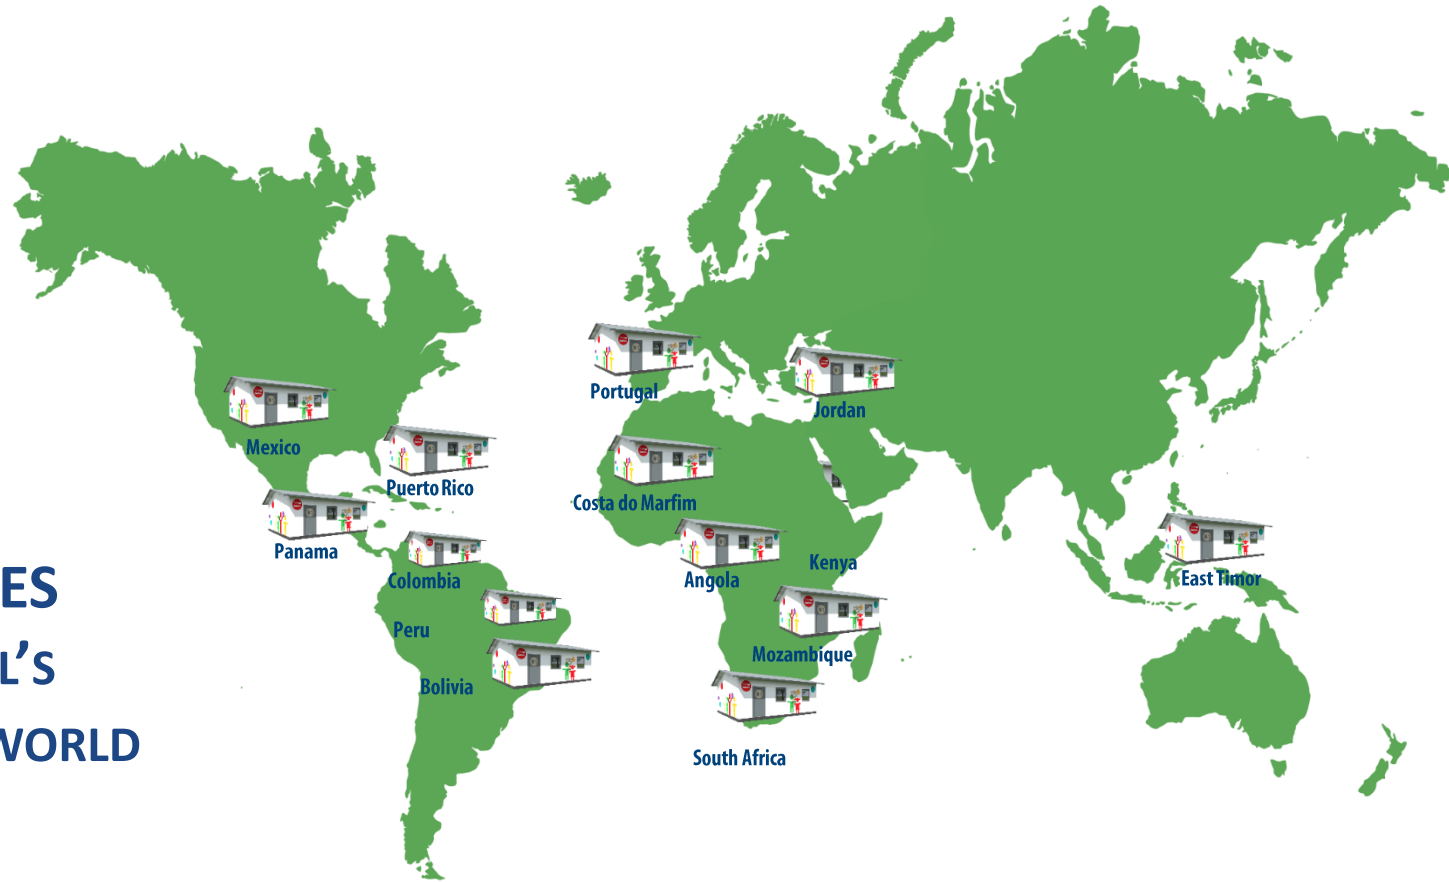 Portugal
Jordan
Mexico
Puerto Rico
Costa do Marfim
Panama
Colombia
Angola
Kenya
East Timor
ES
Peru
Mozambique
L’S
Bolivia
WORLD
South Africa